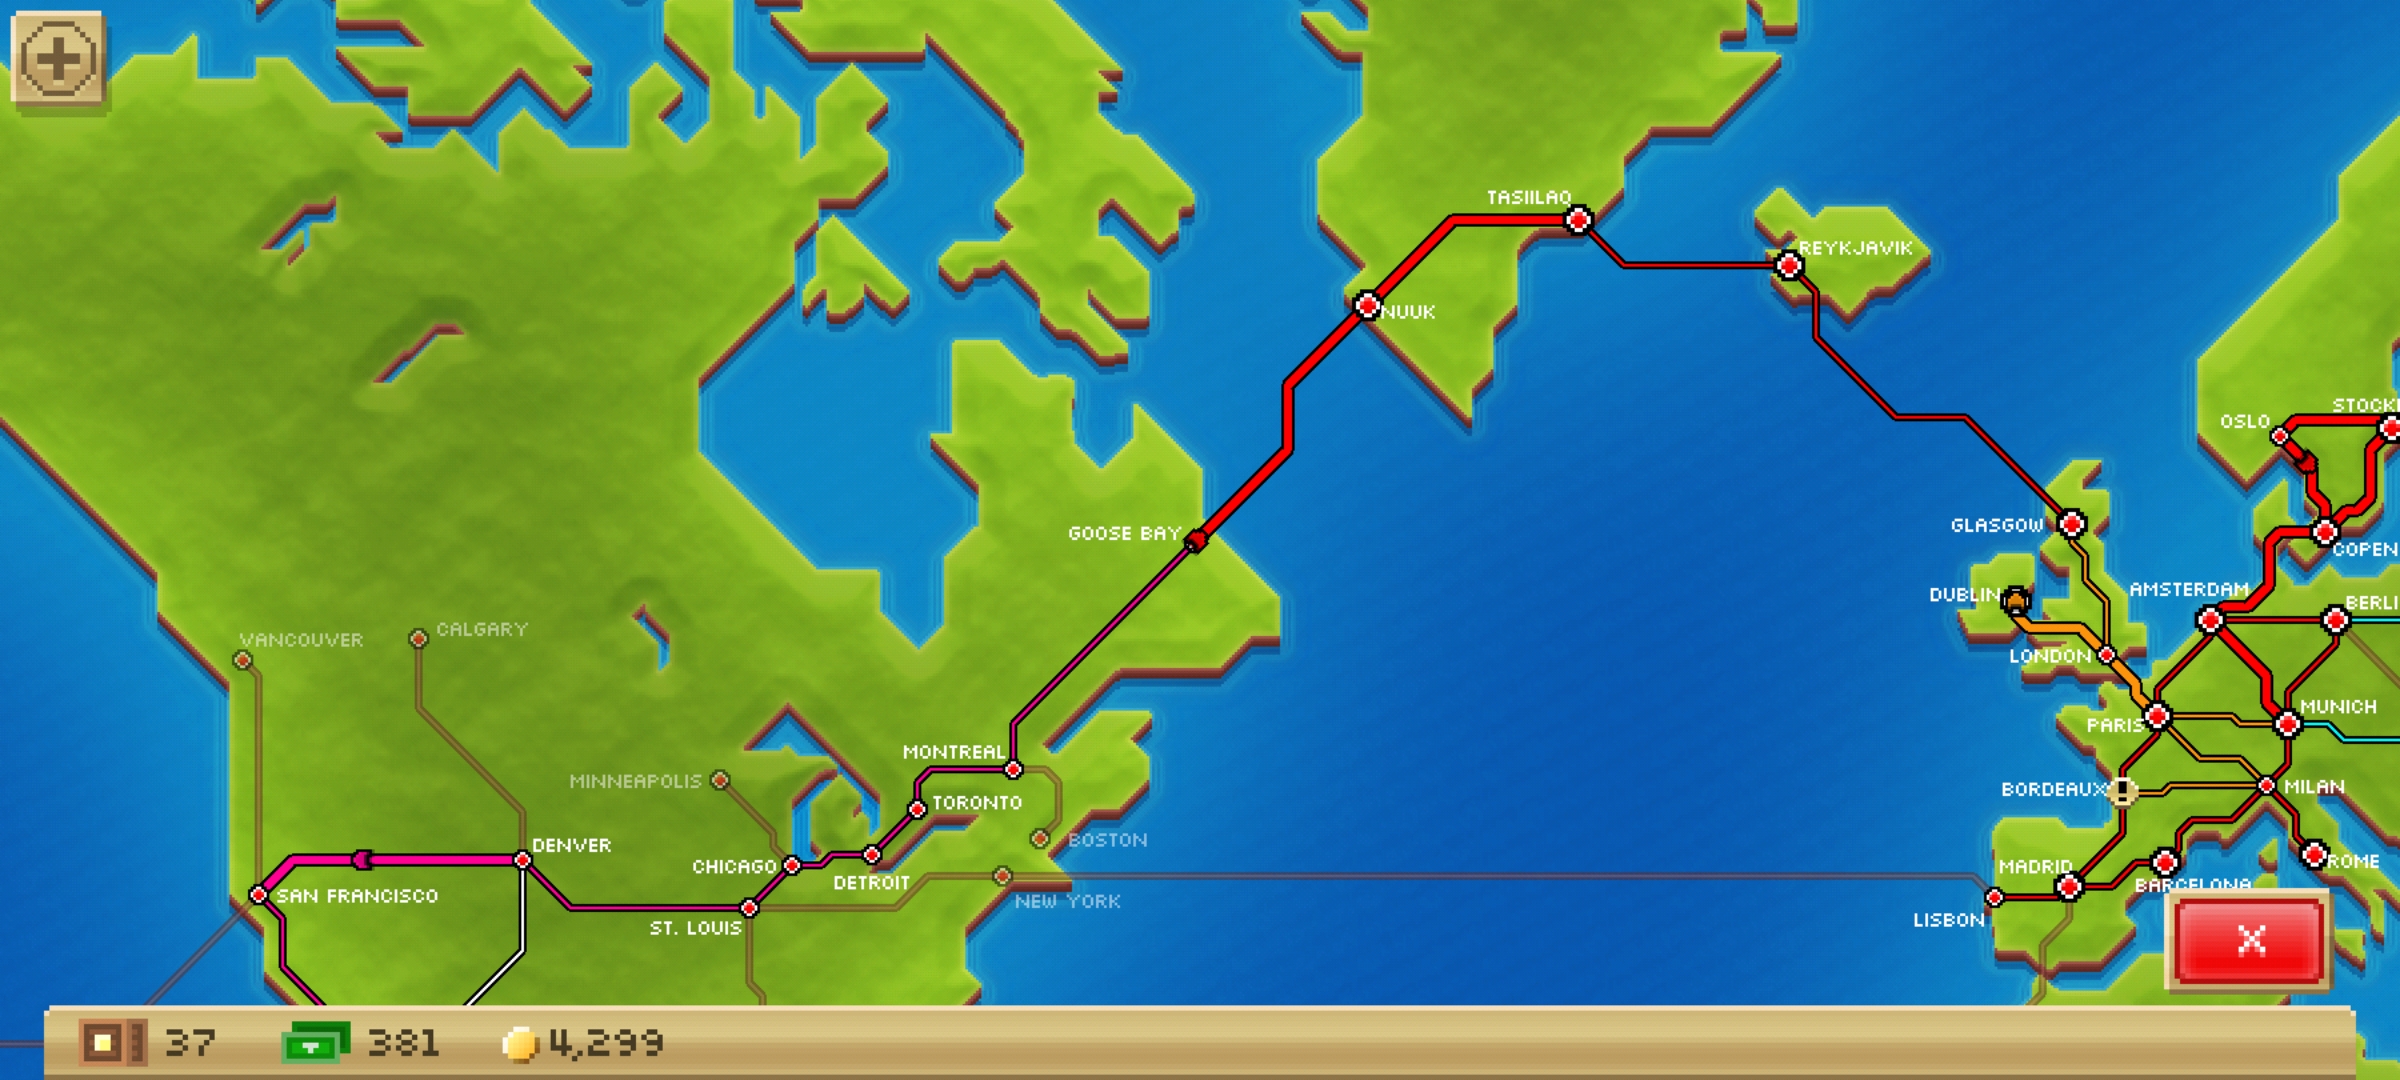 TASIILAQ
REYKJAVIK
NUUK
OSLO
STOCK
GOOSE BAY
GLASGOW
COPEN
DUBLIN
AMSTERDAM
BERLI
VANCOUVER
CALGARY
LONDON
MUNICH
PARIS
MONTREAL
MINNEAPOLIS
BORDEAUX
MILAN
TORONTO
BOSTON
DENVER
CHICAGO
DETROIT
MADRID
ROME
BARCELONA
SAN FRANCISCO
NEW YORK
ST. LOUIS
LISBON
37
381
4,299